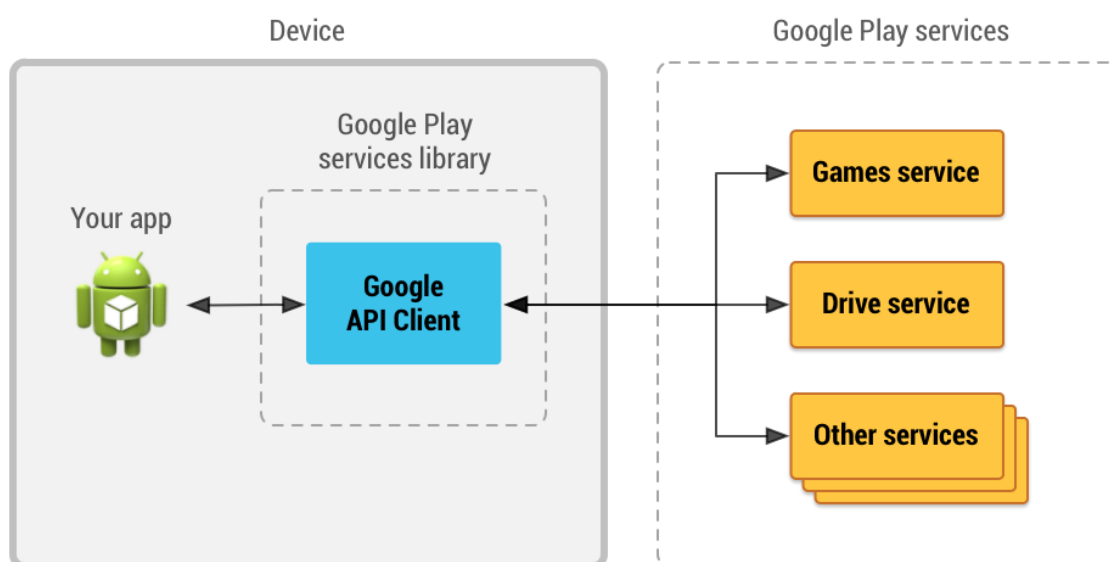 Device
Google Play services
Google Play
services library
Your app
Google
API Client
Games service
Drive service
Other services